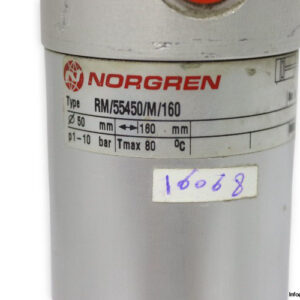 NORGREN
Type RM/55450/M/160
Ø 50 mm ↔ 160 mm
p1-10 bar Tmax 80 °C
16068